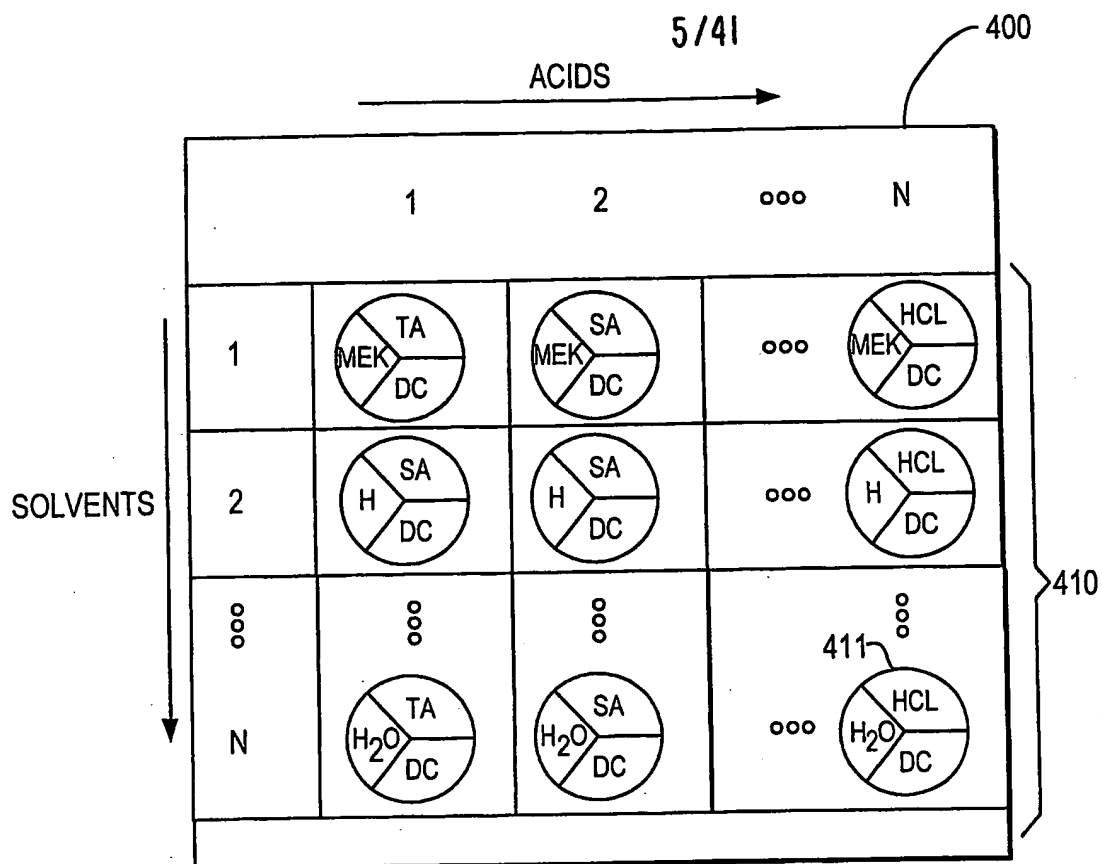 5/41
400
ACIDS
1 2 ooo N
1 MEK TA DC MEK SA DC ooo MEK HCL DC
SOLVENTS 2 H SA DC H SA DC ooo H HCL DC
410
ooo ooo ooo ooo
411
N H2O TA DC H2O SA DC ooo H2O HCL DC